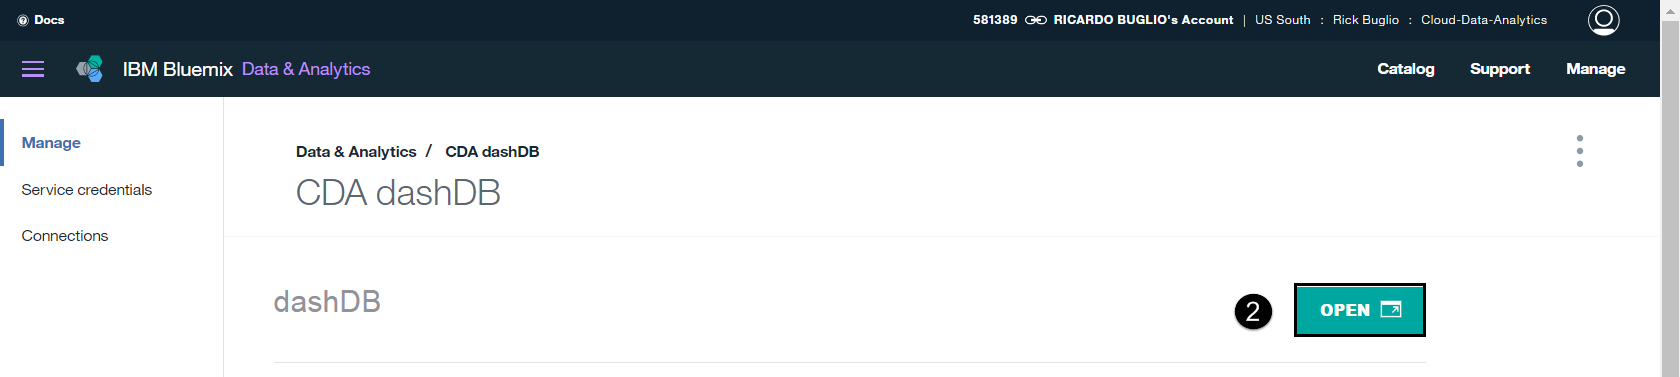 Docs
581389 RICARDO BUGLIO's Account | US South : Rick Buglio : Cloud-Data-Analytics
IBM Bluemix Data & Analytics
Catalog Support Manage
Manage
Service credentials
Connections
Data & Analytics / CDA dashDB
CDA dashDB
dashDB
2 OPEN